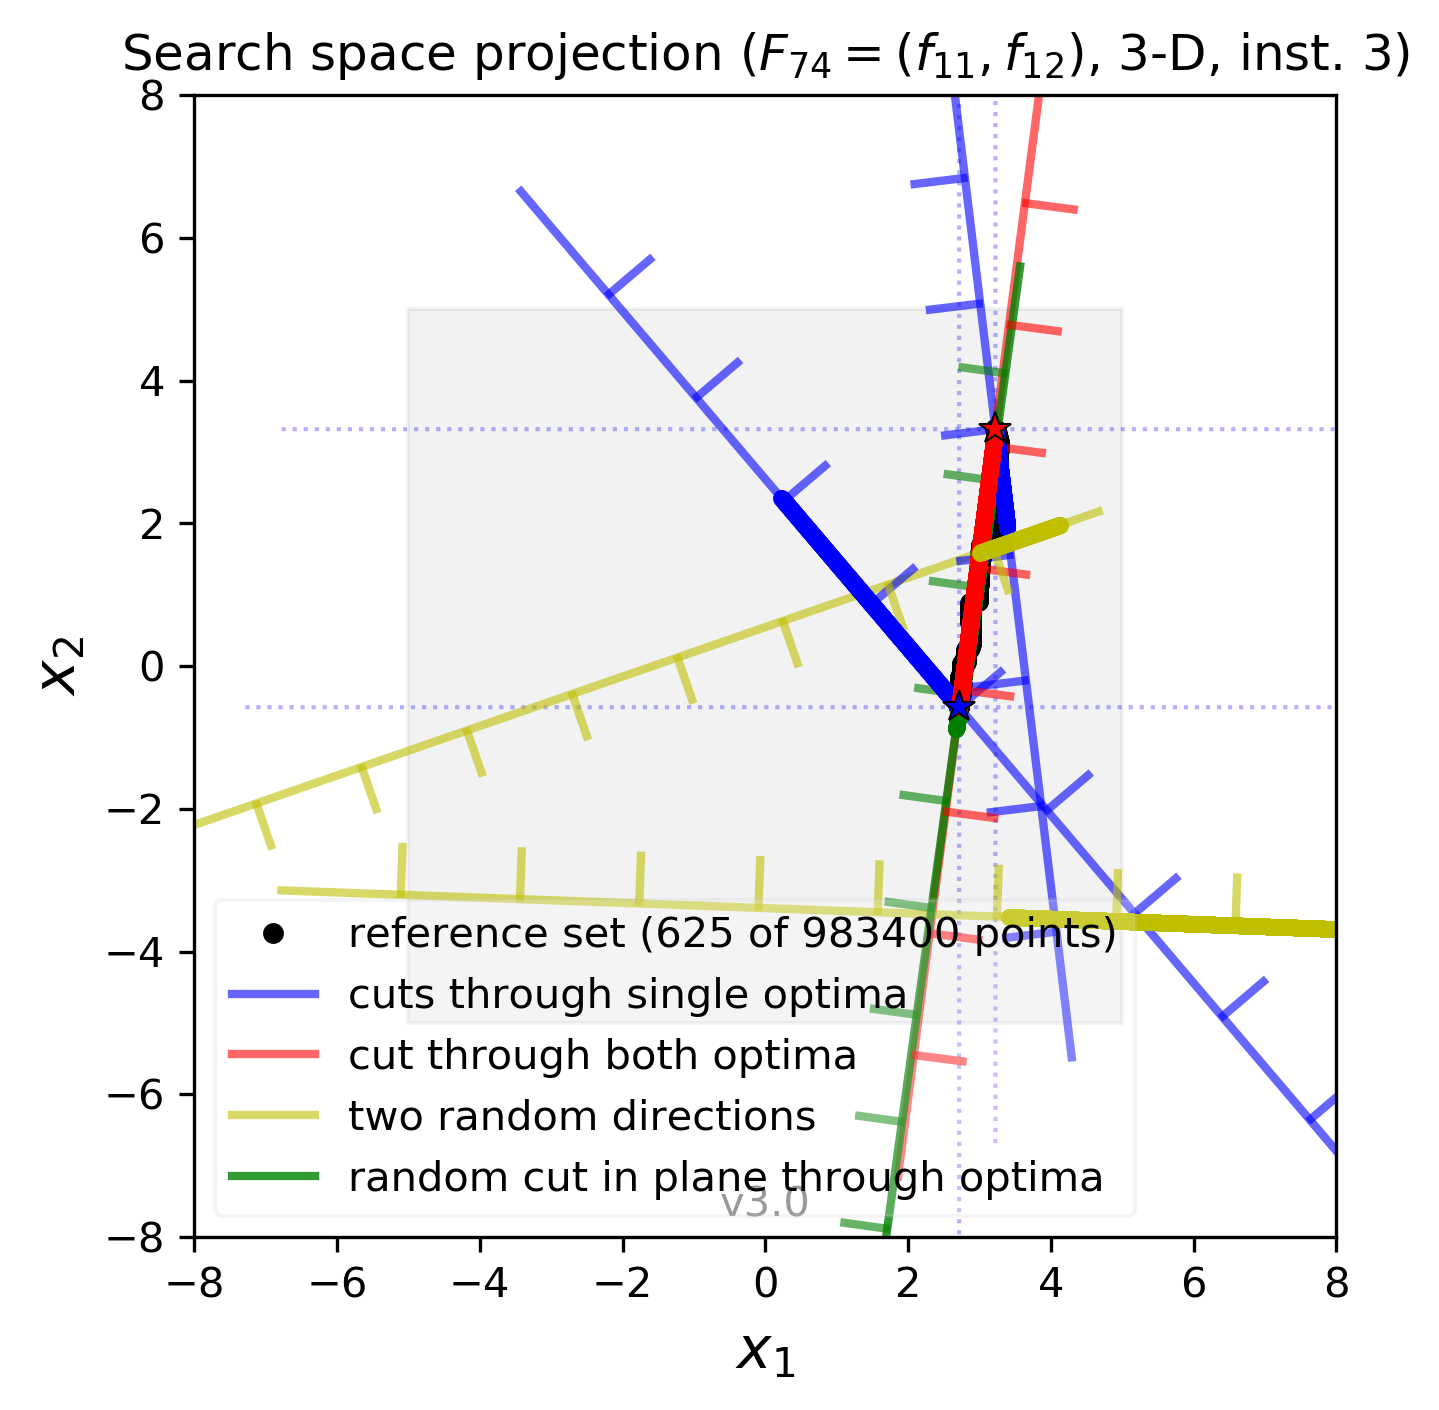 Search space projection (F₇₄ = (f₁₁, f₁₂), 3-D, inst. 3)
8
6
4
2
0
−2
−4
−6
−8
x₂
reference set (625 of 983400 points)
cuts through single optima
cut through both optima
two random directions
random cut in plane through optima
v3.0
−8 −6 −4 −2 0 2 4 6 8
x₁